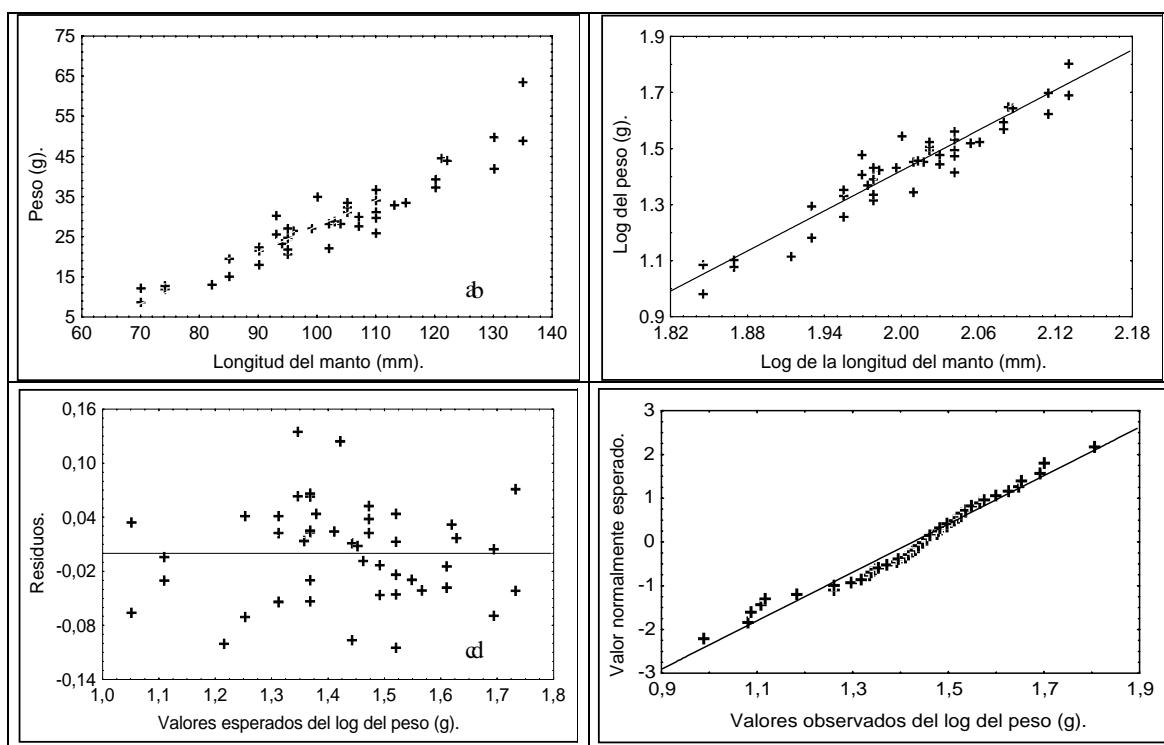 75
65
55
45
35
25
15
5
Peso (g).
60 70 80 90 100 110 120 130 140
Longitud del manto (mm).
ab
1.9
1.7
1.5
1.3
1.1
0.9
Log del peso (g).
1.82 1.88 1.94 2.00 2.06 2.12 2.18
Log de la longitud del manto (mm).
0,16
0,10
0,04
-0,02
-0,08
-0,14
Residuos.
1,0 1,1 1,2 1,3 1,4 1,5 1,6 1,7 1,8
Valores esperados del log del peso (g).
cd
3
2
1
0
-1
-2
-3
Valor normalmente esperado.
0,9 1,1 1,3 1,5 1,7 1,9
Valores observados del log del peso (g).